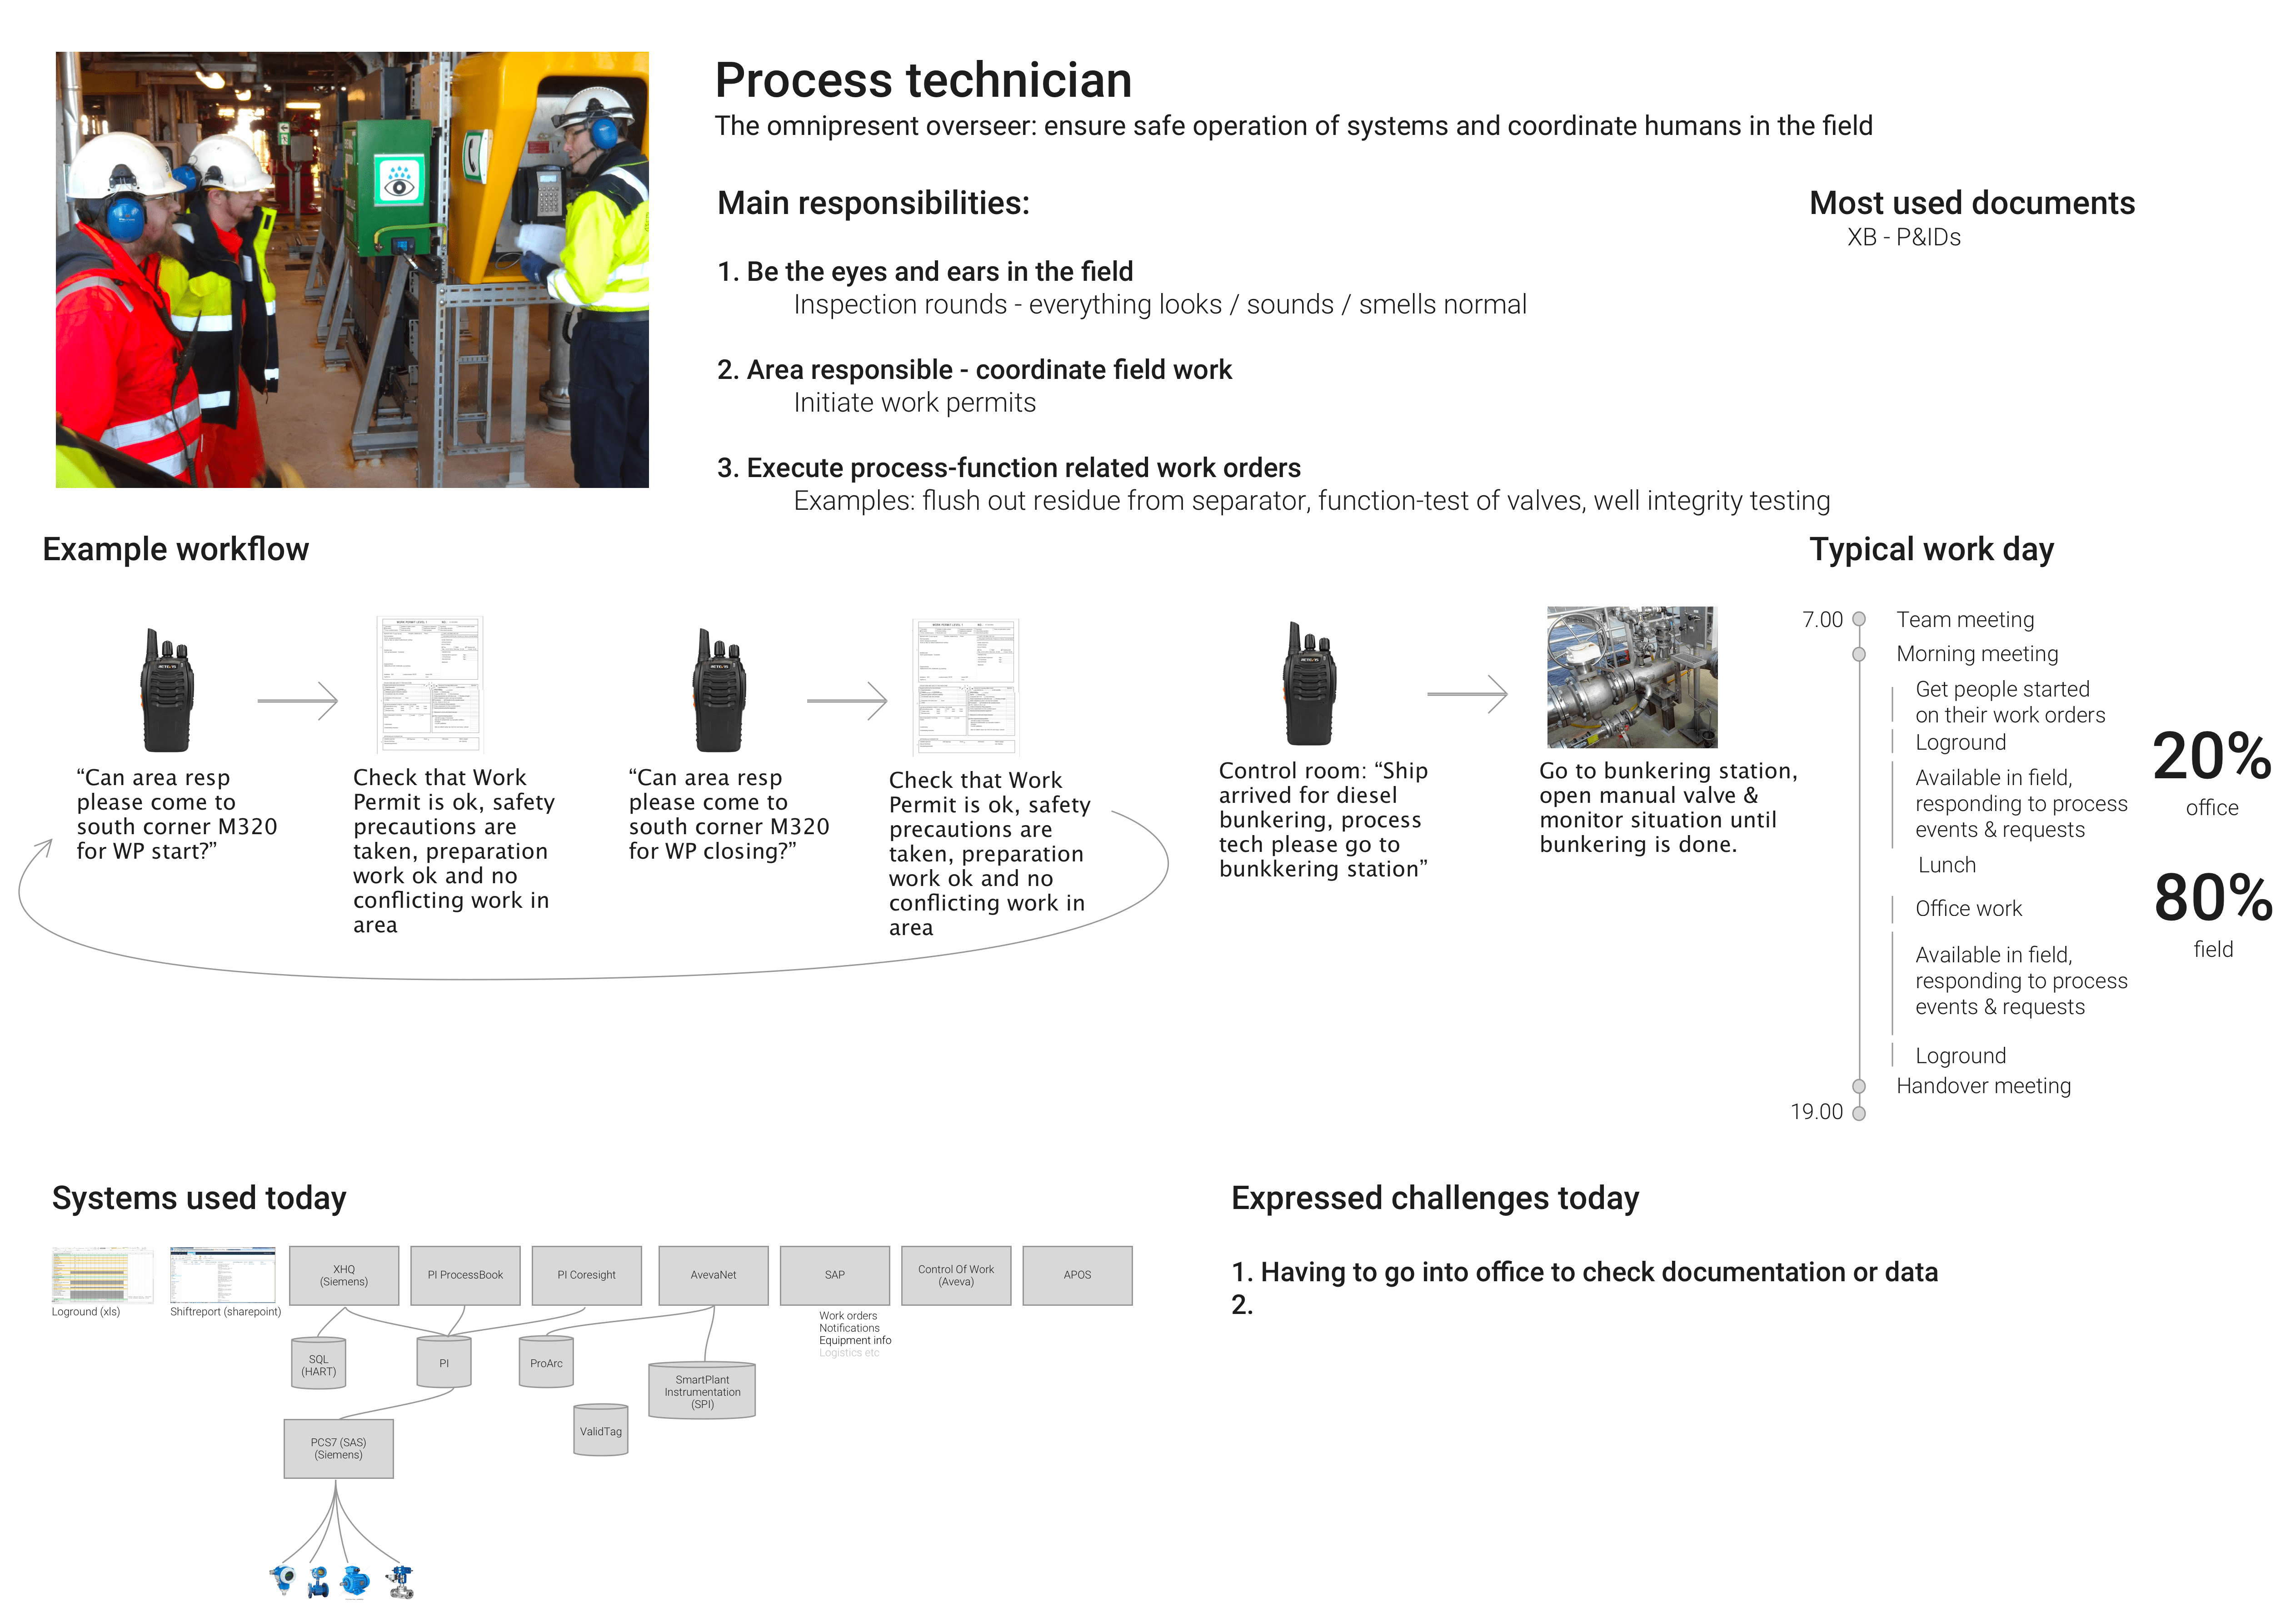 Process technician
The omnipresent overseer: ensure safe operation of systems and coordinate humans in the field
Main responsibilities:
1. Be the eyes and ears in the field
Inspection rounds - everything looks / sounds / smells normal
2. Area responsible - coordinate field work
Initiate work permits
3. Execute process-function related work orders
Examples: flush out residue from separator, function-test of valves, well integrity testing
Most used documents
XB - P&IDs
Example workflow
“Can area resp
please come to
south corner M320
for WP start?”
Check that Work
Permit is ok, safety
precautions are
taken, preparation
work ok and no
conflicting work in
area
“Can area resp
please come to
south corner M320
for WP closing?”
Check that Work
Permit is ok, safety
precautions are
taken, preparation
work ok and no
conflicting work in
area
Control room: “Ship
arrived for diesel
bunkering, process
tech please go to
bunkkering station”
Go to bunkering station,
open manual valve &
monitor situation until
bunkering is done.
Typical work day
7.00
Team meeting
Morning meeting
Get people started
on their work orders
Loground
Available in field,
responding to process
events & requests
Lunch
Office work
Available in field,
responding to process
events & requests
Loground
Handover meeting
19.00
20%
office
80%
field
Systems used today
Loground (xls)
Shiftreport (sharepoint)
XHQ
(Siemens)
PI ProcessBook
PI Coresight
AvevaNet
SAP
Control Of Work
(Aveva)
APOS
Work orders
Notifications
Equipment info
Logistics etc
SQL
(HART)
PI
ProArc
SmartPlant
Instrumentation
(SPI)
ValidTag
PCS7 (SAS)
(Siemens)
Expressed challenges today
1. Having to go into office to check documentation or data
2.